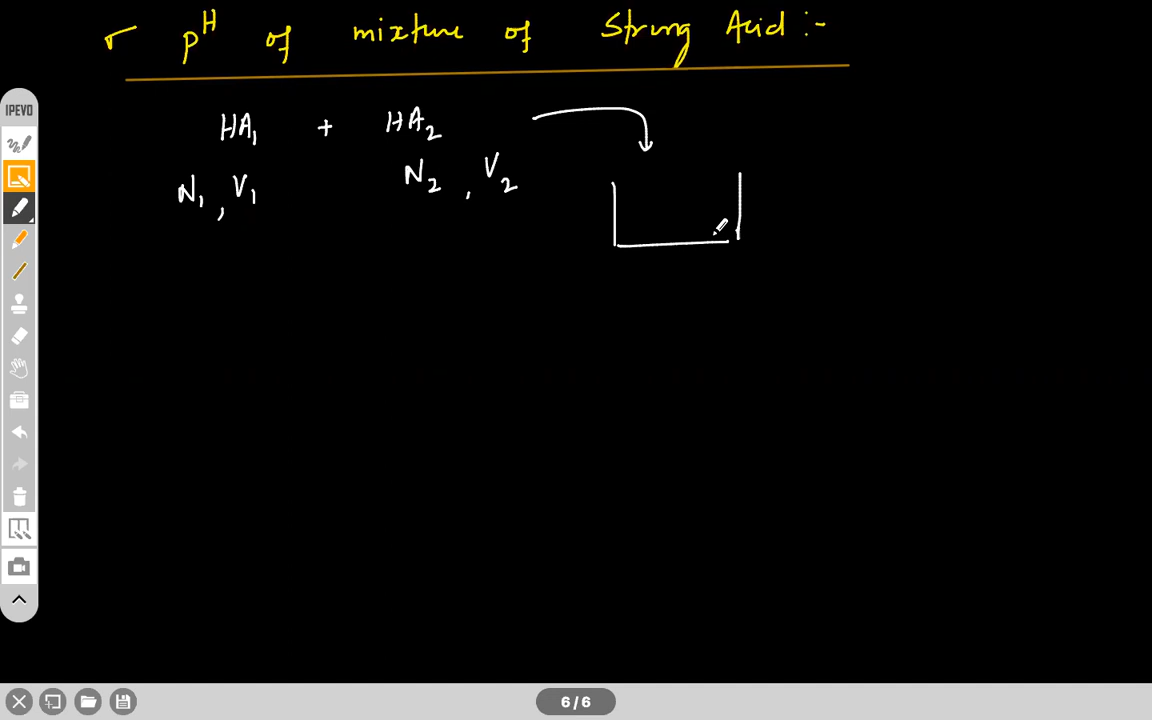 pH of mixture of Strong Acid :-
IPEVO
HA1 + HA2
N1, V1 N2, V2
6/6